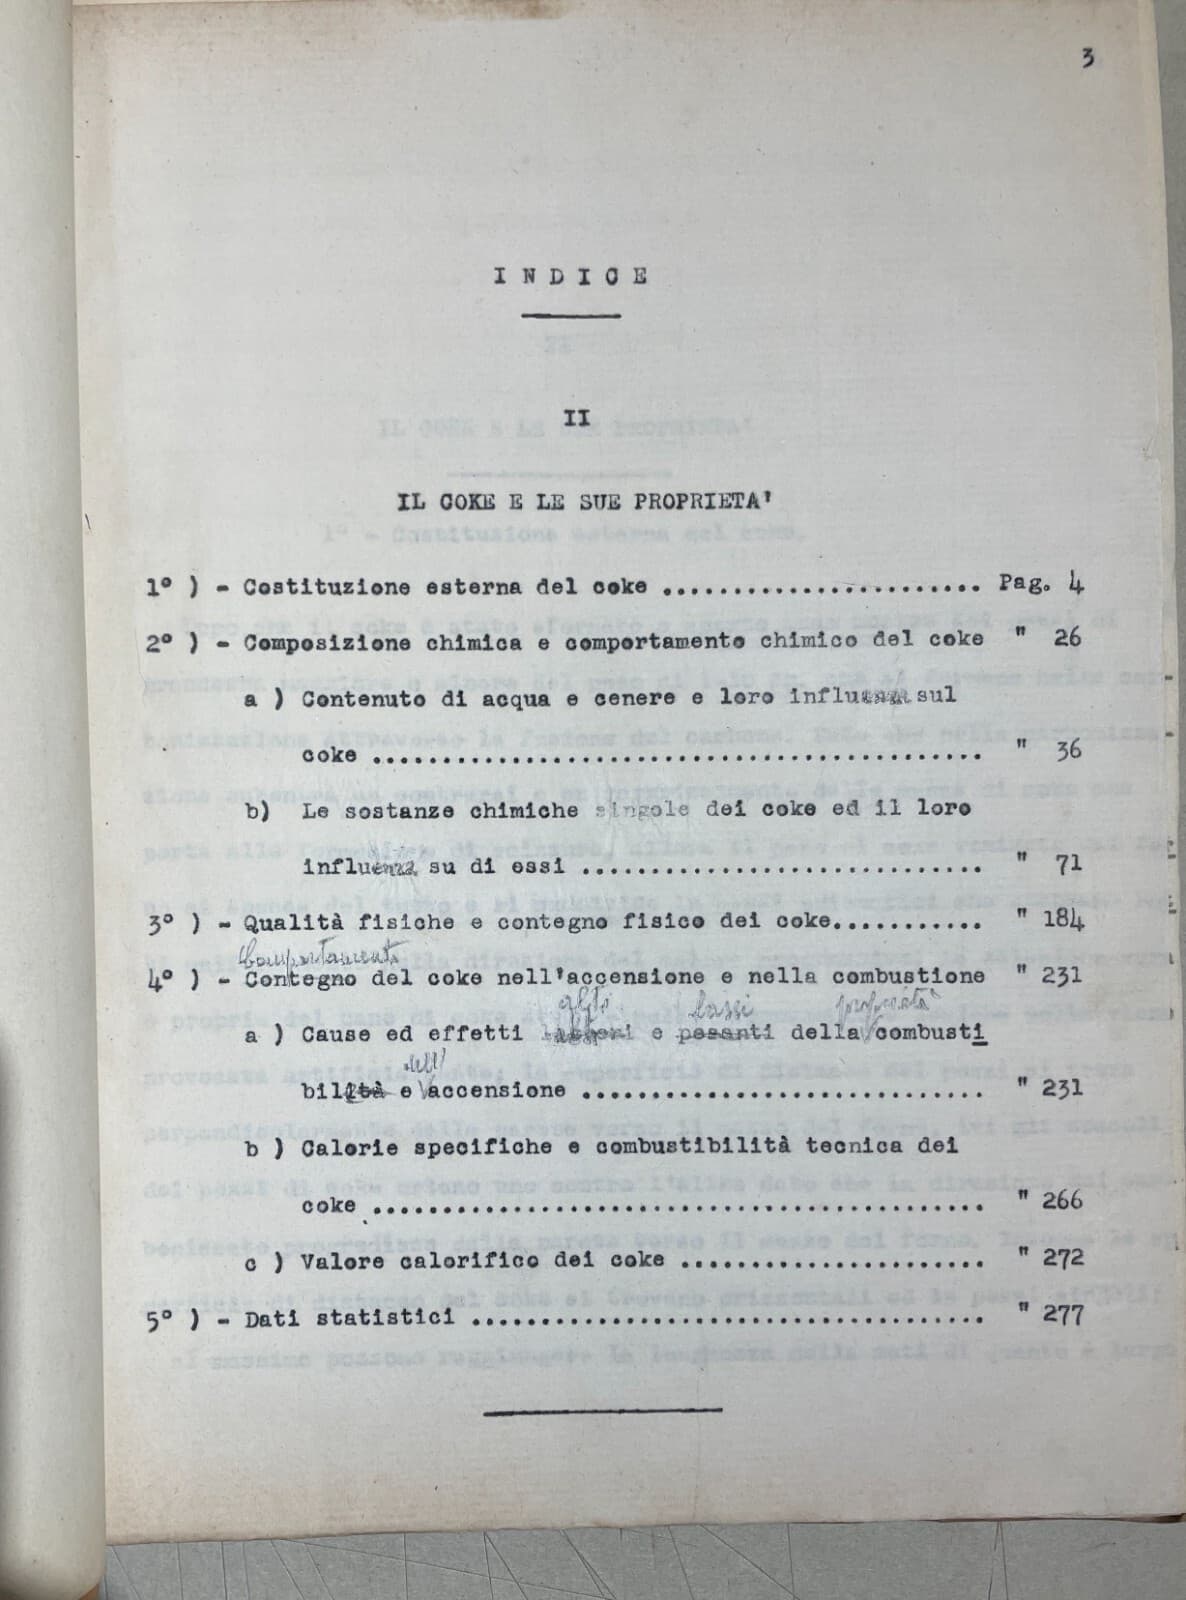 3
INDICE
II
IL COKE E LE SUE PROPRIETA'
1° ) - Costituzione esterna del coke ........................ Pag. 4
2° ) - Composizione chimica e comportamento chimico del coke " 26
a ) Contenuto di acqua e cenere e loro influenza sul
coke ................................................ " 36
b) Le sostanze chimiche singole dei coke ed il loro
influenza su di essi ............................... " 71
3° ) - Qualità fisiche e contegno fisico dei coke............ " 184
Comportamento
4° ) - Contegno del coke nell'accensione e nella combustione " 231
alti bassi proprietà
a ) Cause ed effetti e pesanti della combusti
dell'
bilità e accensione ............................... " 231
b ) Calorie specifiche e combustibilità tecnica dei
coke ................................................ " 266
c ) Valore calorifico dei coke ........................ " 272
5° ) - Dati statistici ........................................ " 277